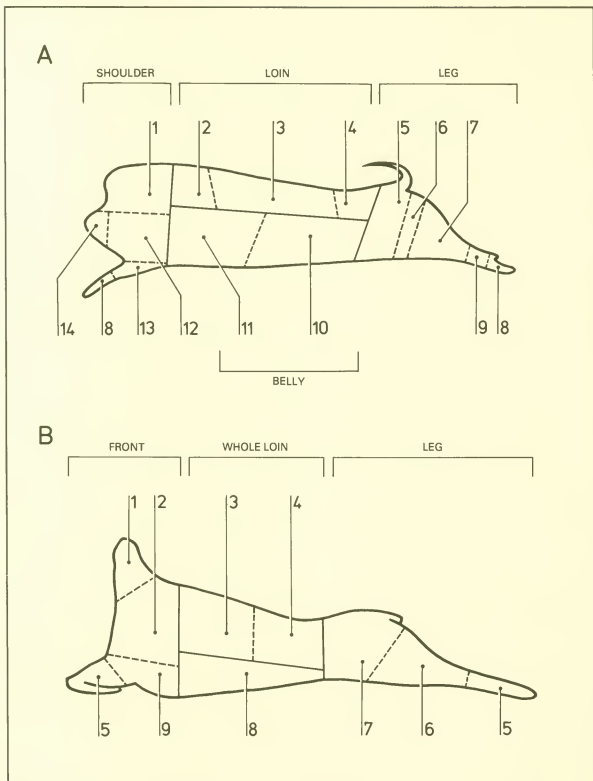 A
SHOULDER LOIN LEG
1 2 3 4 5 6 7
14 8 13 12 11 10 9 8
BELLY
B
FRONT WHOLE LOIN LEG
1 2 3 4
5 9 8 7 6 5